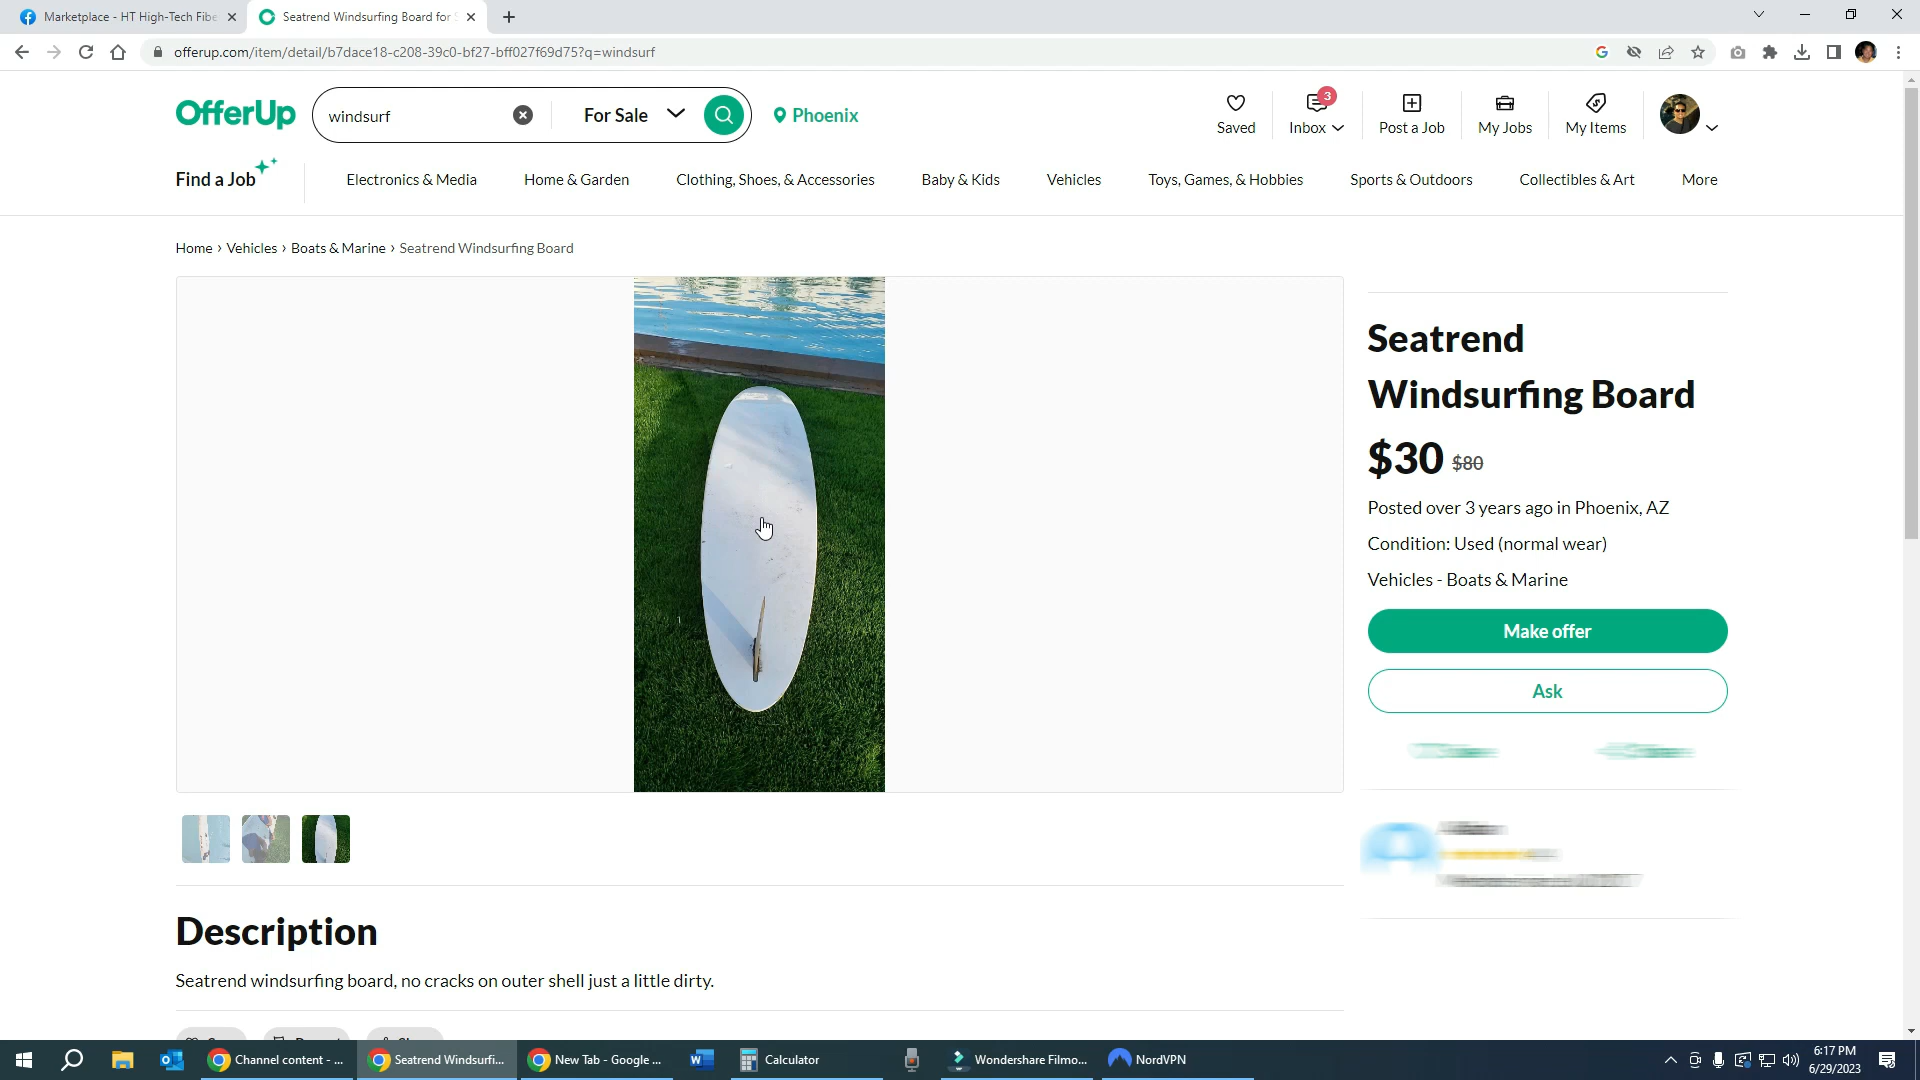 Marketplace - HT High-Tech Fibe
Seatrend Windsurfing Board for S
offerup.com/item/detail/b7dace18-c208-39c0-bf27-bff027f69d75?q=windsurf
OfferUp
windsurf
For Sale
Phoenix
Saved
3
Inbox
Post a Job
My Jobs
My Items
Find a Job
Electronics & Media
Home & Garden
Clothing, Shoes, & Accessories
Baby & Kids
Vehicles
Toys, Games, & Hobbies
Sports & Outdoors
Collectibles & Art
More
Home › Vehicles › Boats & Marine › Seatrend Windsurfing Board
Seatrend
Windsurfing Board
$30 $80
Posted over 3 years ago in Phoenix, AZ
Condition: Used (normal wear)
Vehicles - Boats & Marine
Make offer
Ask
Description
Seatrend windsurfing board, no cracks on outer shell just a little dirty.
Channel content - ...
Seatrend Windsurfi...
New Tab - Google ...
Calculator
Wondershare Filmo...
NordVPN
6:17 PM
6/29/2023